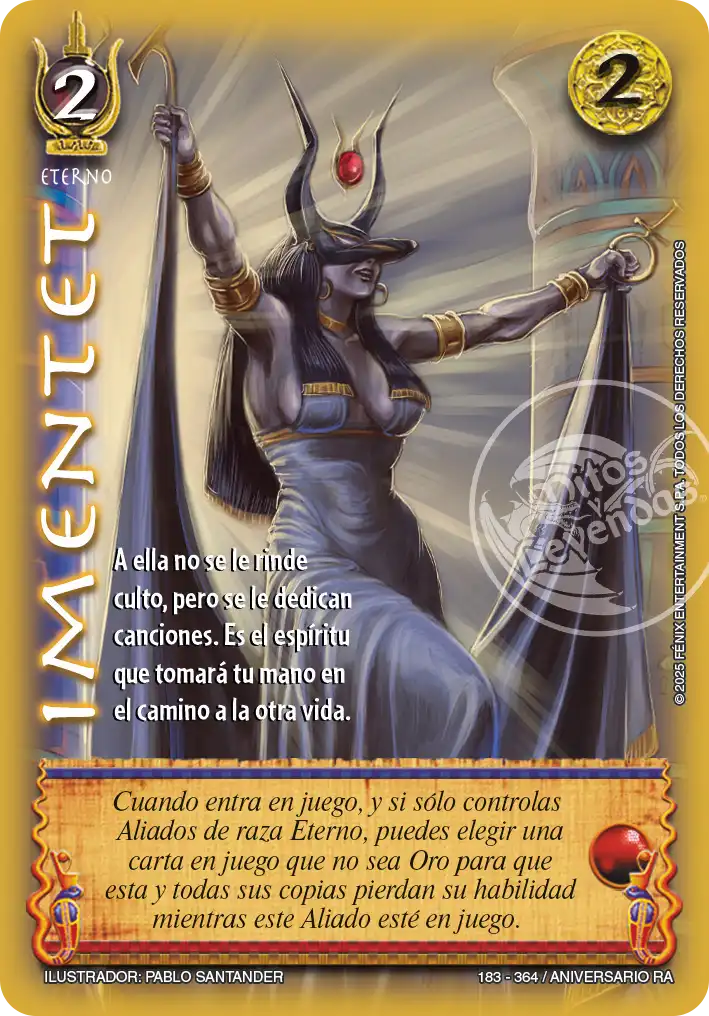 2
2
ETERNO
IMENTET
A ella no se le rinde
culto, pero se le dedican
canciones. Es el espíritu
que tomará tu mano en
el camino a la otra vida.
Mitos
y
Leyendas
© 2025 FÉNIX ENTERTAINMENT S.P.A. TODOS LOS DERECHOS RESERVADOS
Cuando entra en juego, y si sólo controlas
Aliados de raza Eterno, puedes elegir una
carta en juego que no sea Oro para que
esta y todas sus copias pierdan su habilidad
mientras este Aliado esté en juego.
ILUSTRADOR: PABLO SANTANDER
183 - 364 / ANIVERSARIO RA